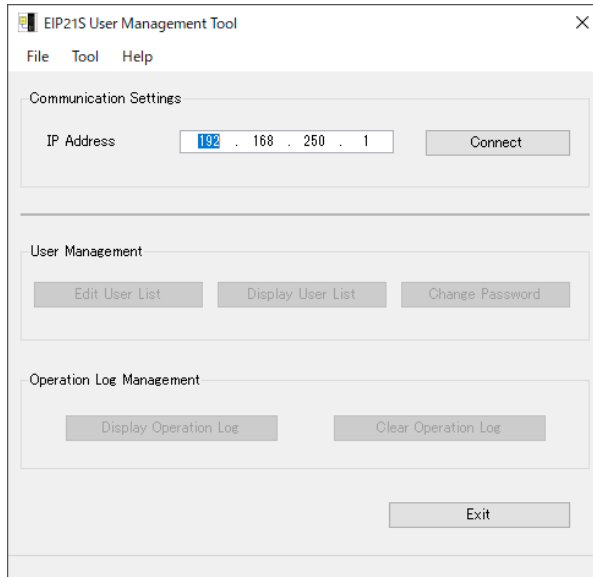 EIP21S User Management Tool
File Tool Help
Communication Settings
IP Address 192 . 168 . 250 . 1 Connect
User Management
Edit User List Display User List Change Password
Operation Log Management
Display Operation Log Clear Operation Log
Exit